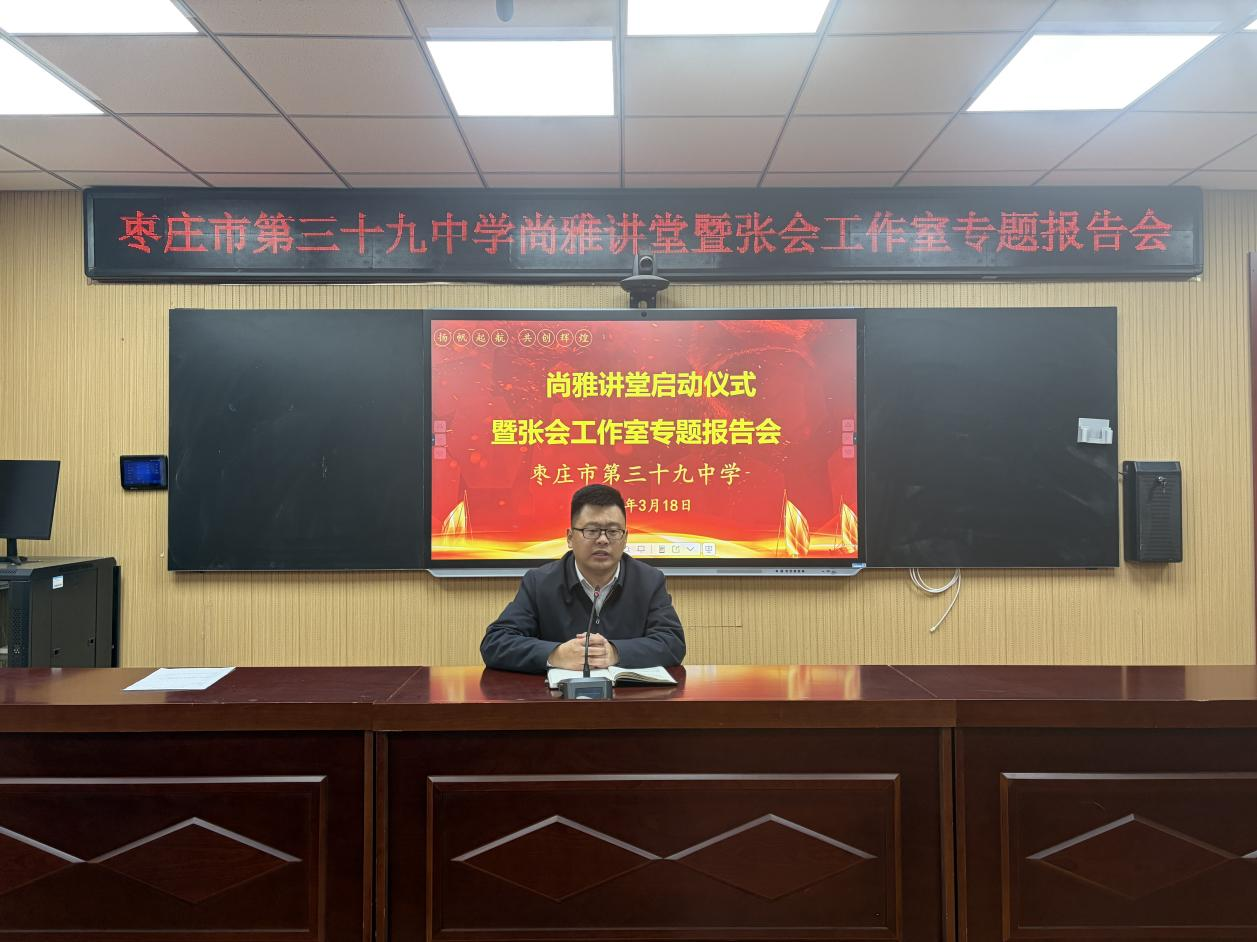 枣庄市第三十九中学尚雅讲堂暨张会工作室专题报告会
扬帆起航 共创辉煌
尚雅讲堂启动仪式
暨张会工作室专题报告会
枣庄市第三十九中学
年3月18日